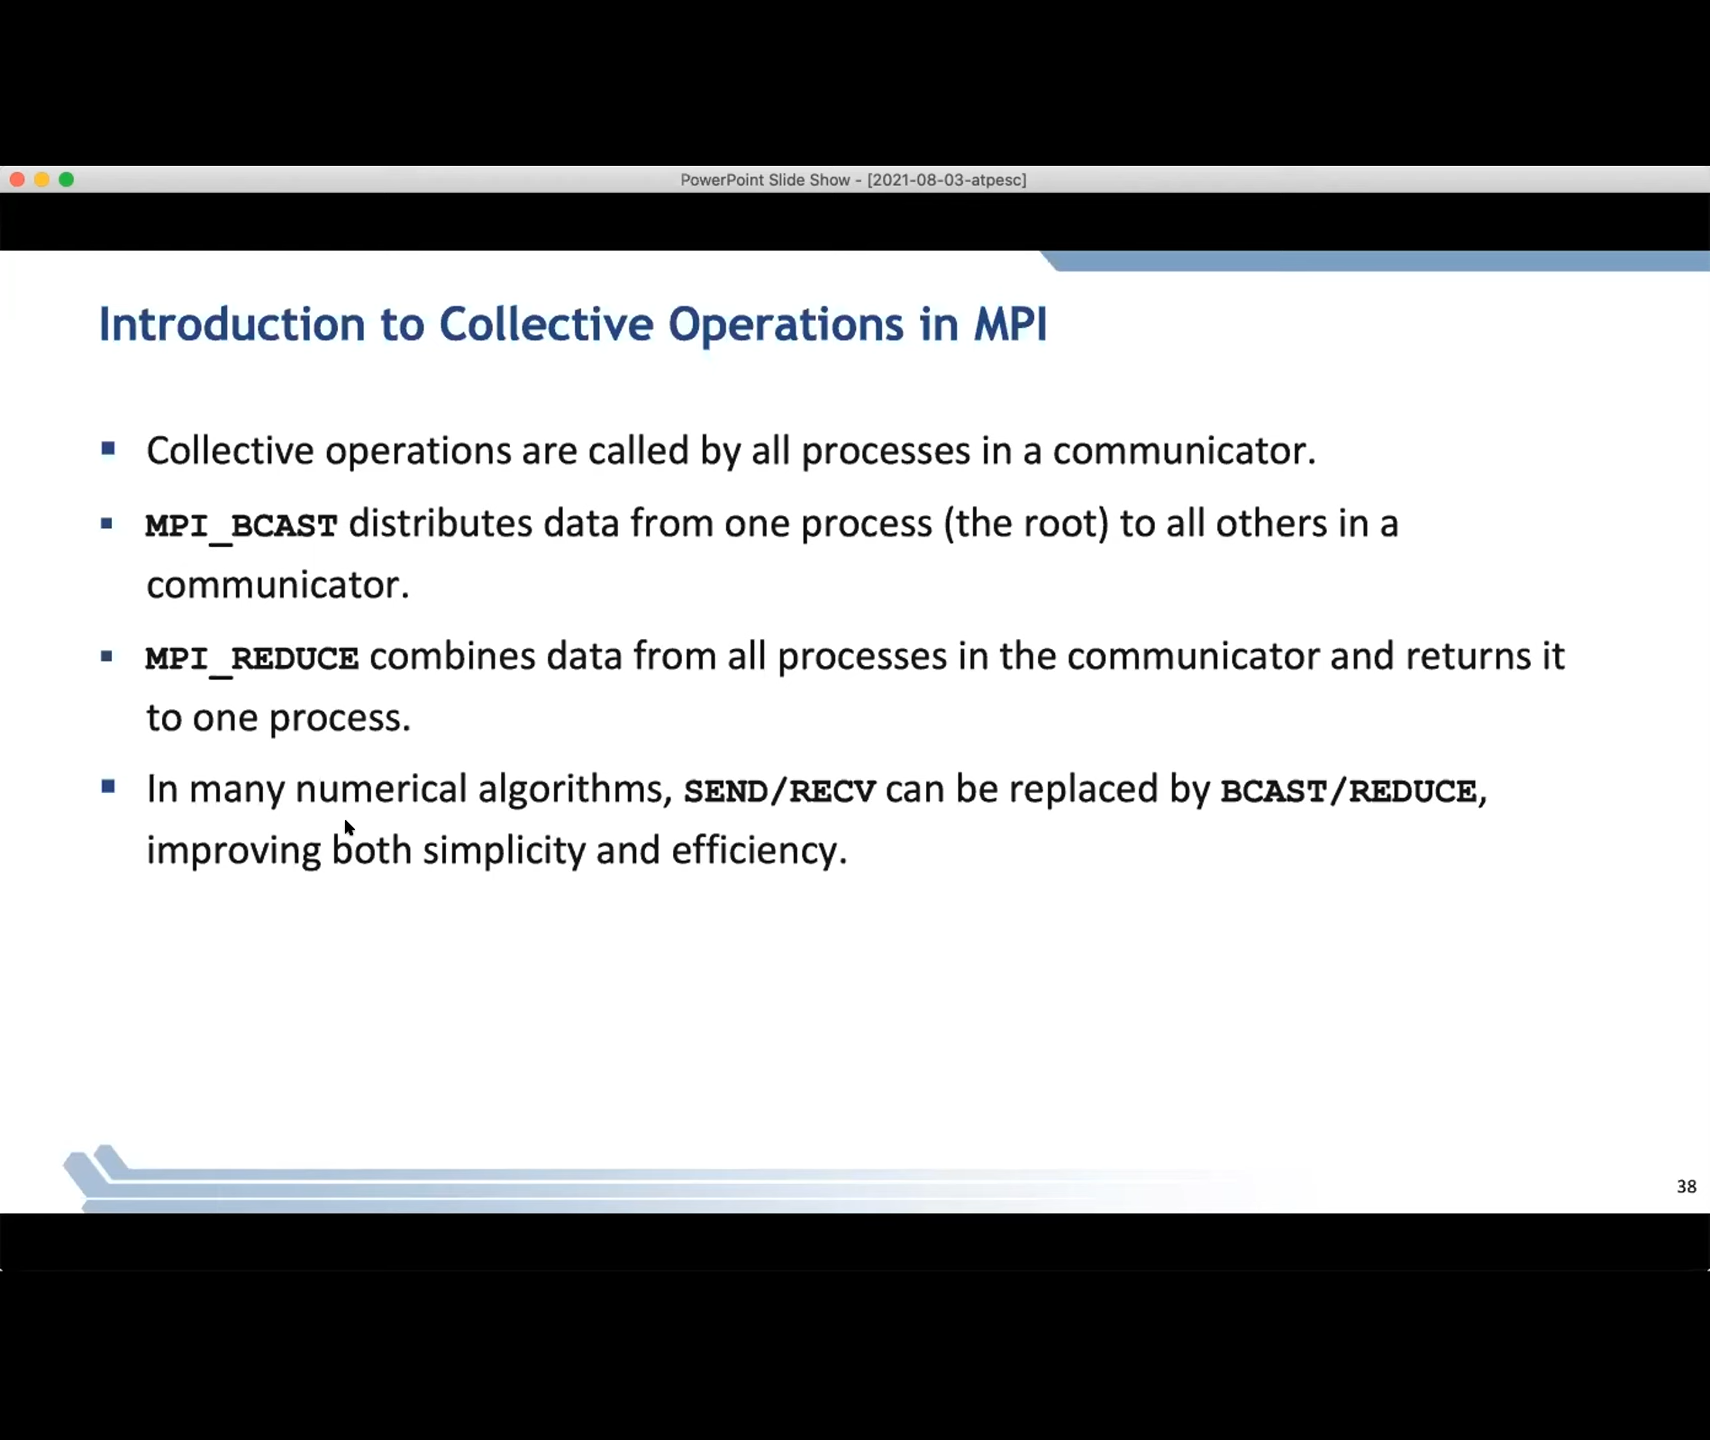 PowerPoint Slide Show - [2021-08-03-atpesc]
Introduction to Collective Operations in MPI
▪ Collective operations are called by all processes in a communicator.
▪ MPI_BCAST distributes data from one process (the root) to all others in a
communicator.
▪ MPI_REDUCE combines data from all processes in the communicator and returns it
to one process.
▪ In many numerical algorithms, SEND/RECV can be replaced by BCAST/REDUCE,
improving both simplicity and efficiency.
38